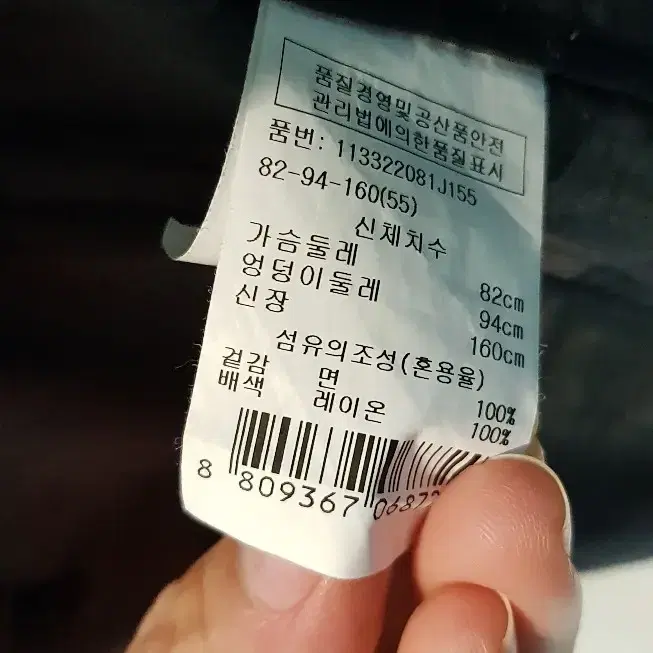 품질경영및공산품안전
관리법에의한품질표시
품번: 113322081J155
82-94-160(55)
신체치수
가슴둘레 82cm
엉덩이둘레 94cm
신장 160cm
섬유의조성(혼용율)
겉감 면 100%
배색 레이온 100%
8 809367